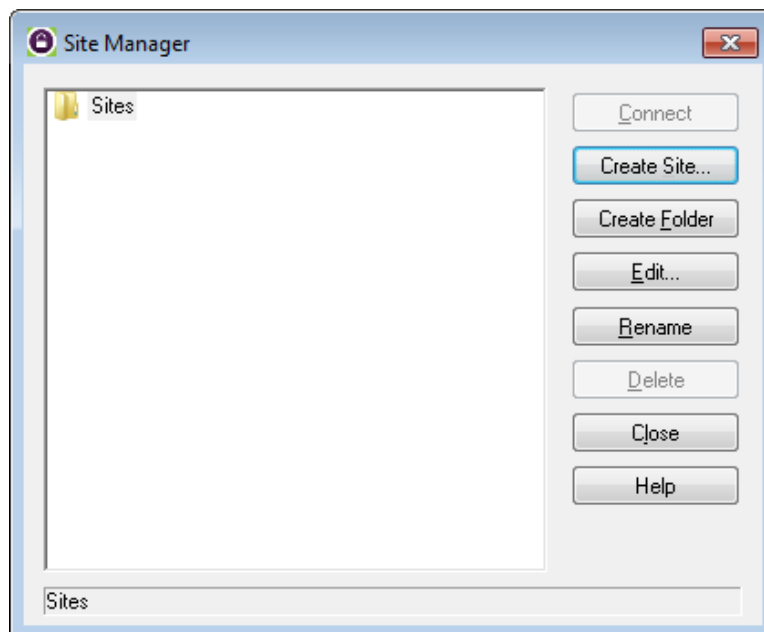 Site Manager
Sites
Connect
Create Site...
Create Folder
Edit...
Rename
Delete
Close
Help
Sites